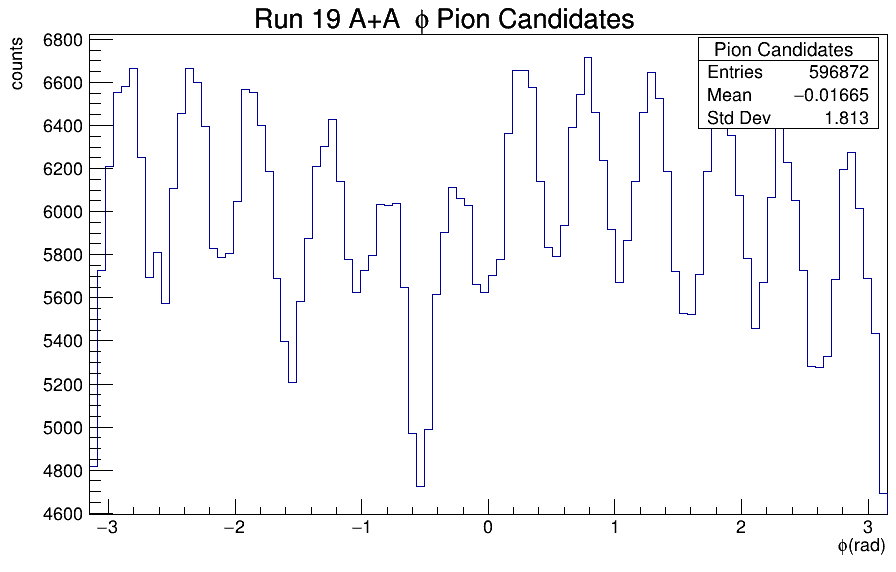 Run 19 A+A ϕ Pion Candidates
counts
Pion Candidates
Entries 596872
Mean −0.01665
Std Dev 1.813
6800
6600
6400
6200
6000
5800
5600
5400
5200
5000
4800
4600
−3 −2 −1 0 1 2 3
ϕ(rad)